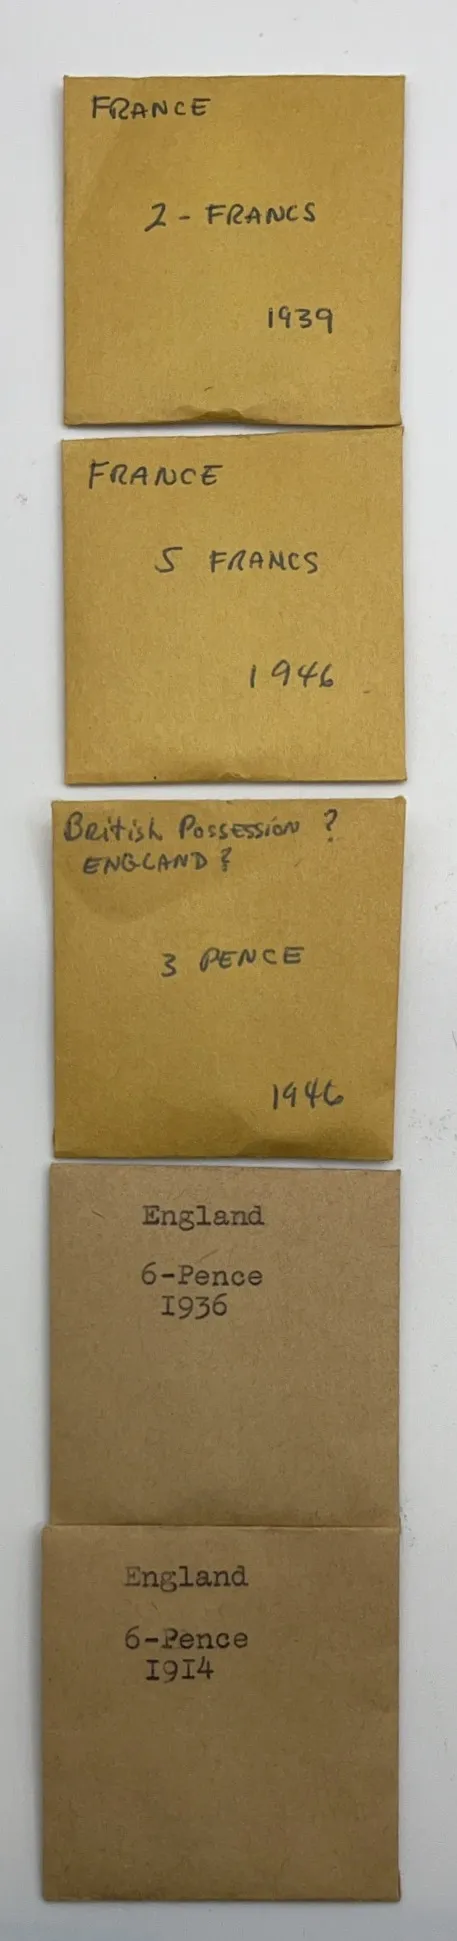 FRANCE
2 - FRANCS
1939
FRANCE
5 FRANCS
1946
British Possession ?
ENGLAND ?
3 PENCE
1946
England
6-Pence
1936
England
6-Pence
1914